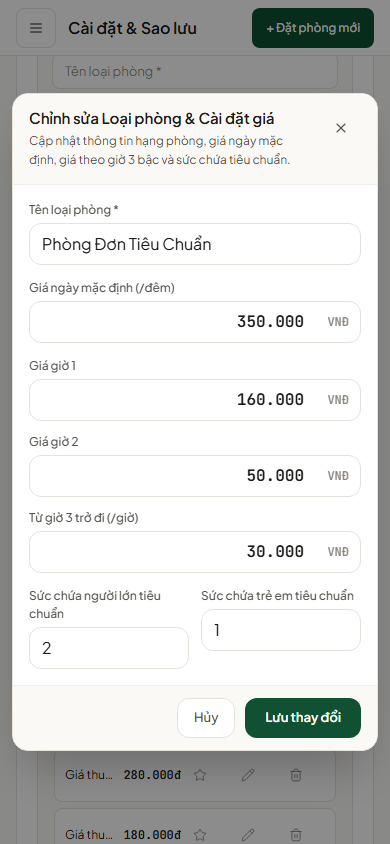 Cài đặt & Sao lưu
+ Đặt phòng mới
Tên loại phòng *
Chỉnh sửa Loại phòng & Cài đặt giá
Cập nhật thông tin hạng phòng, giá ngày mặc
định, giá theo giờ 3 bậc và sức chứa tiêu chuẩn.
Tên loại phòng *
Phòng Đơn Tiêu Chuẩn
Giá ngày mặc định (/đêm)
350.000 VNĐ
Giá giờ 1
160.000 VNĐ
Giá giờ 2
50.000 VNĐ
Từ giờ 3 trở đi (/giờ)
30.000 VNĐ
Sức chứa người lớn tiêu
chuẩn
2
Sức chứa trẻ em tiêu chuẩn
1
Hủy
Lưu thay đổi
Giá thu... 280.000đ
Giá thu... 180.000đ